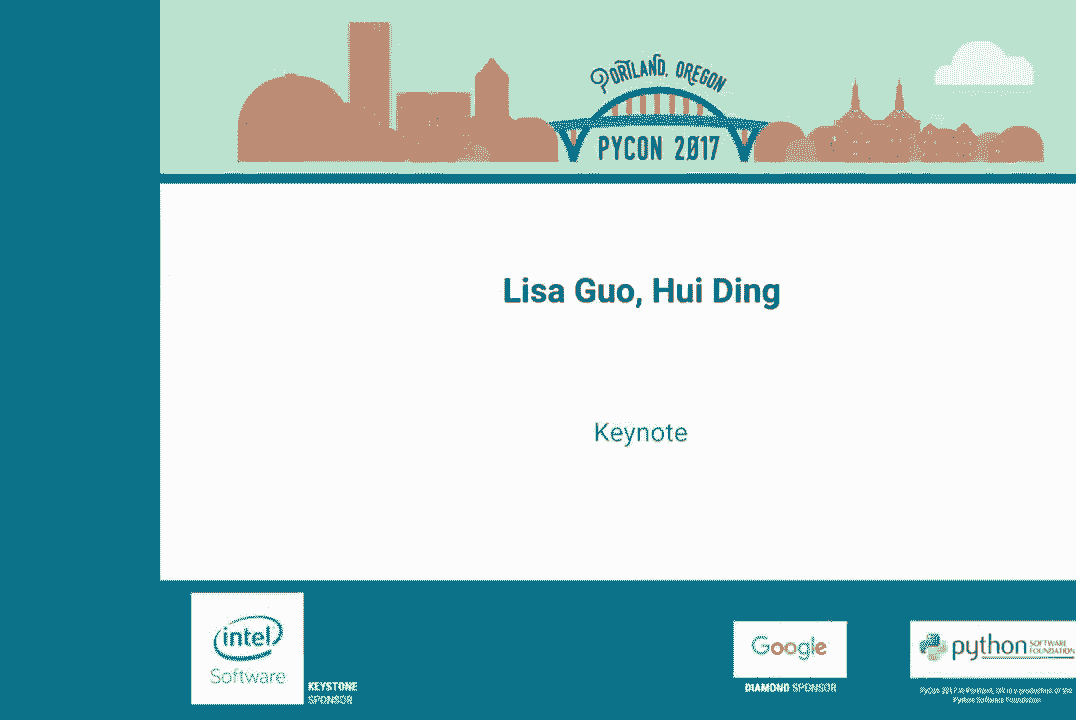 PORTLAND, OREGON
PYCON 2017
Lisa Guo, Hui Ding
Keynote
intel
Software
KEYSTONE
SPONSOR
Google
DIAMOND SPONSOR
python SOFTWARE
FOUNDATION
PyCon 2017 in Portland, OR is a production of the
Python Software Foundation